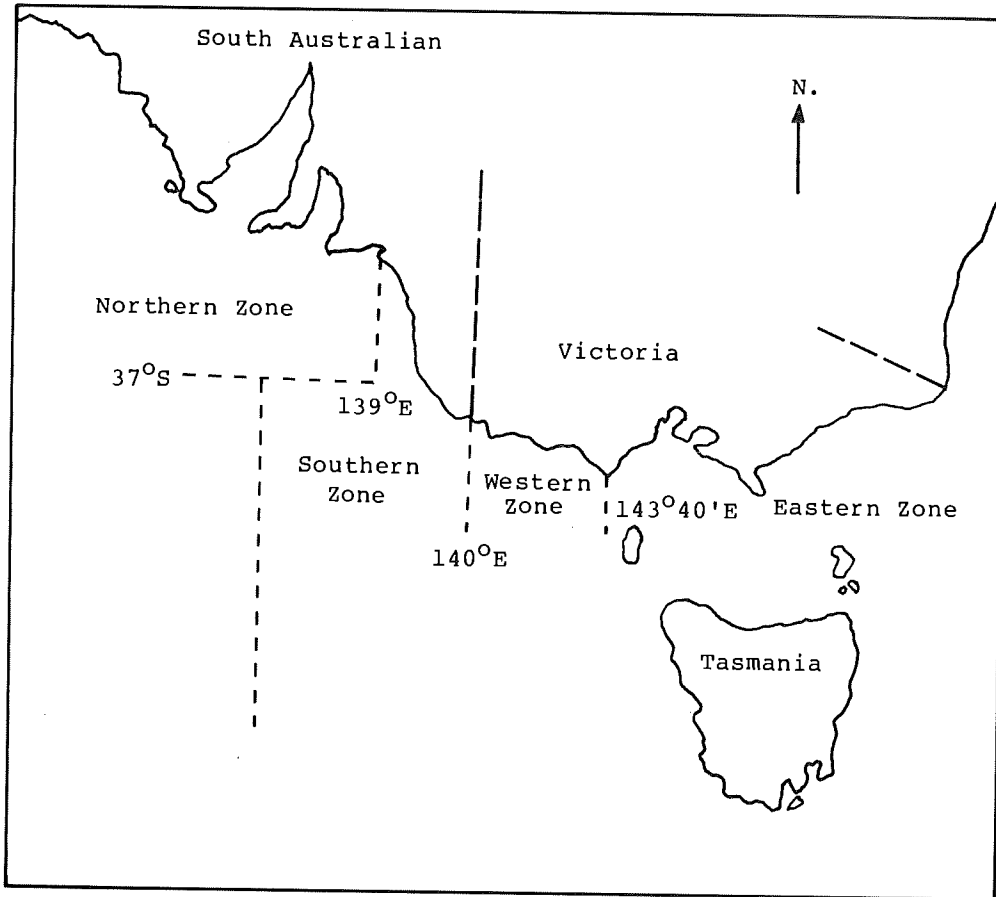 South Australian
N.
Northern Zone
Victoria
37°S
139°E
Southern
Zone
Western
Zone
143°40'E
Eastern Zone
140°E
Tasmania